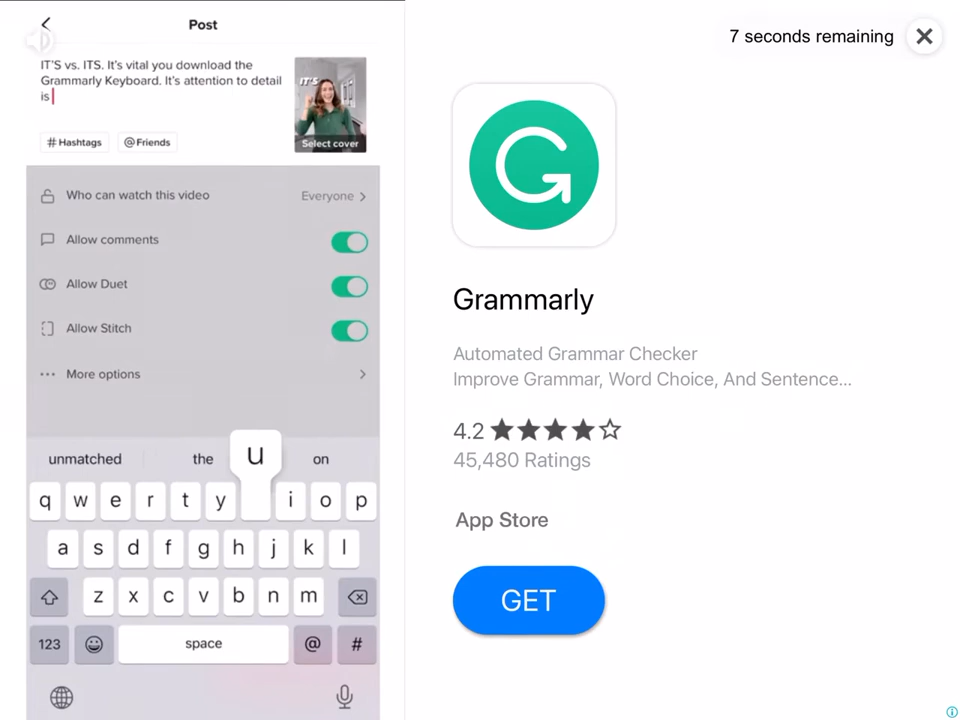 Post
IT'S vs. ITS. It's vital you download the
Grammarly Keyboard. It's attention to detail
is
IT'S
Select cover
# Hashtags
@ Friends
Who can watch this video
Everyone
Allow comments
Allow Duet
Allow Stitch
More options
unmatched
the
u
on
q w e r t y i o p
a s d f g h j k l
z x c v b n m
123
space
@
#
7 seconds remaining
G
Grammarly
Automated Grammar Checker
Improve Grammar, Word Choice, And Sentence...
4.2
45,480 Ratings
App Store
GET